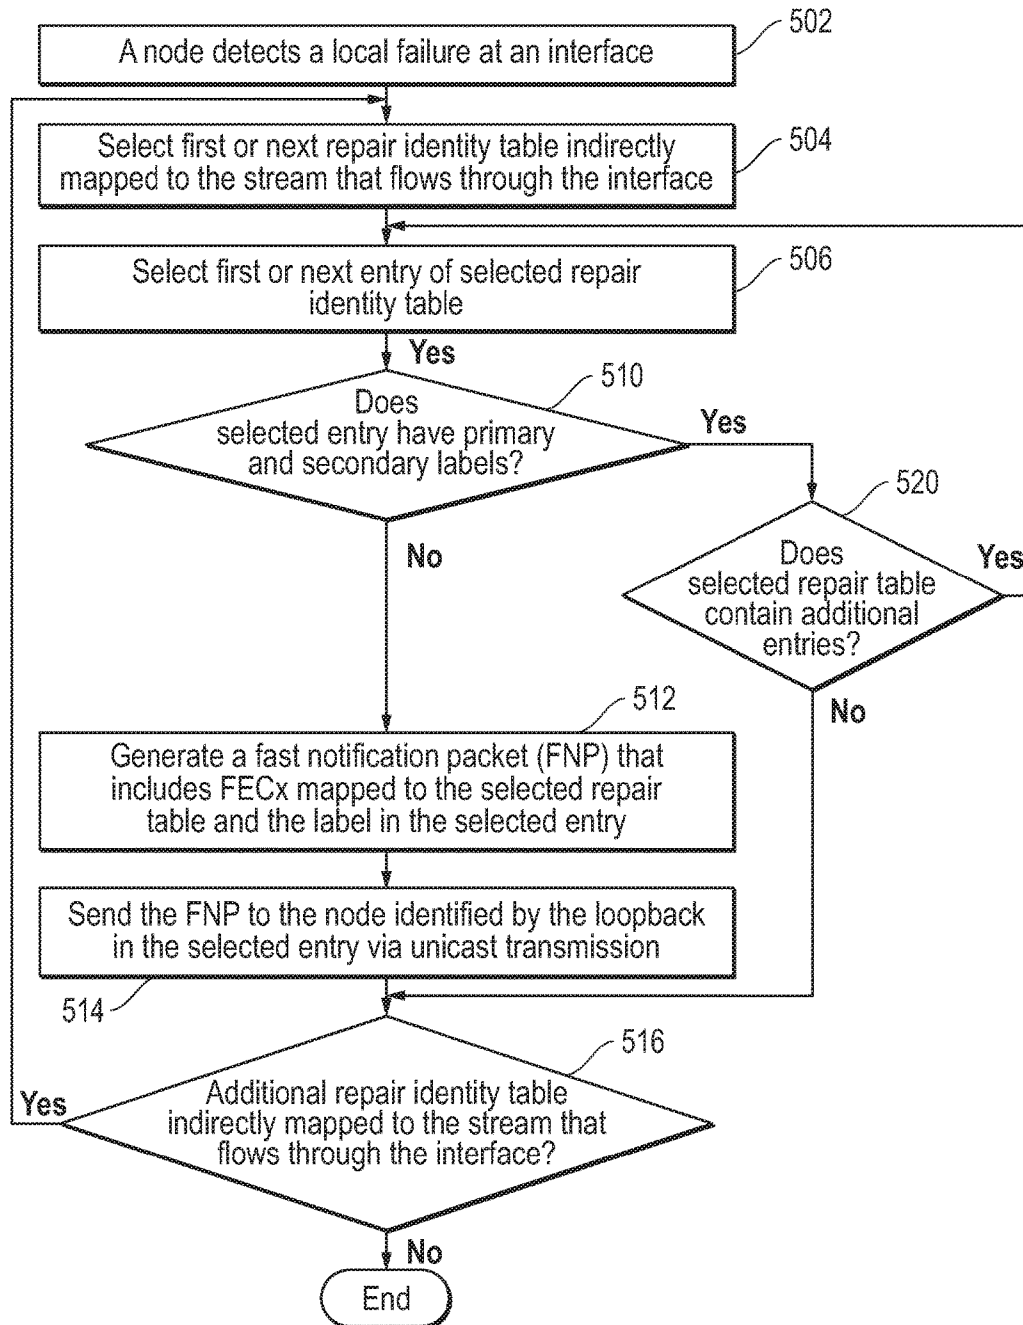 502
A node detects a local failure at an interface
504
Select first or next repair identity table indirectly
mapped to the stream that flows through the interface
506
Select first or next entry of selected repair
identity table
Yes
510
Does
selected entry have primary
and secondary labels?
Yes
No
520
Does
selected repair table
contain additional
entries?
Yes
No
512
Generate a fast notification packet (FNP) that
includes FECx mapped to the selected repair
table and the label in the selected entry
Send the FNP to the node identified by the loopback
in the selected entry via unicast transmission
514
516
Additional repair identity table
indirectly mapped to the stream that
flows through the interface?
Yes
No
End